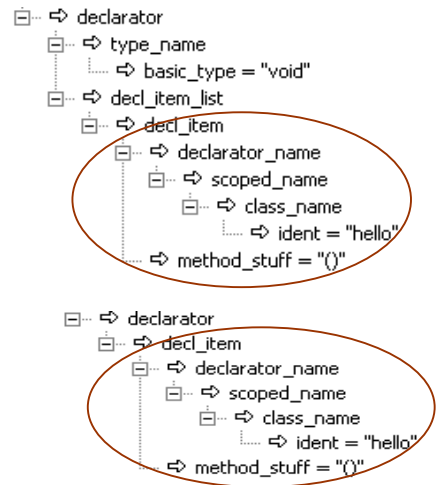 declarator
type_name
basic_type = "void"
decl_item_list
decl_item
declarator_name
scoped_name
class_name
ident = "hello"
method_stuff = "()"
declarator
decl_item
declarator_name
scoped_name
class_name
ident = "hello"
method_stuff = "()"